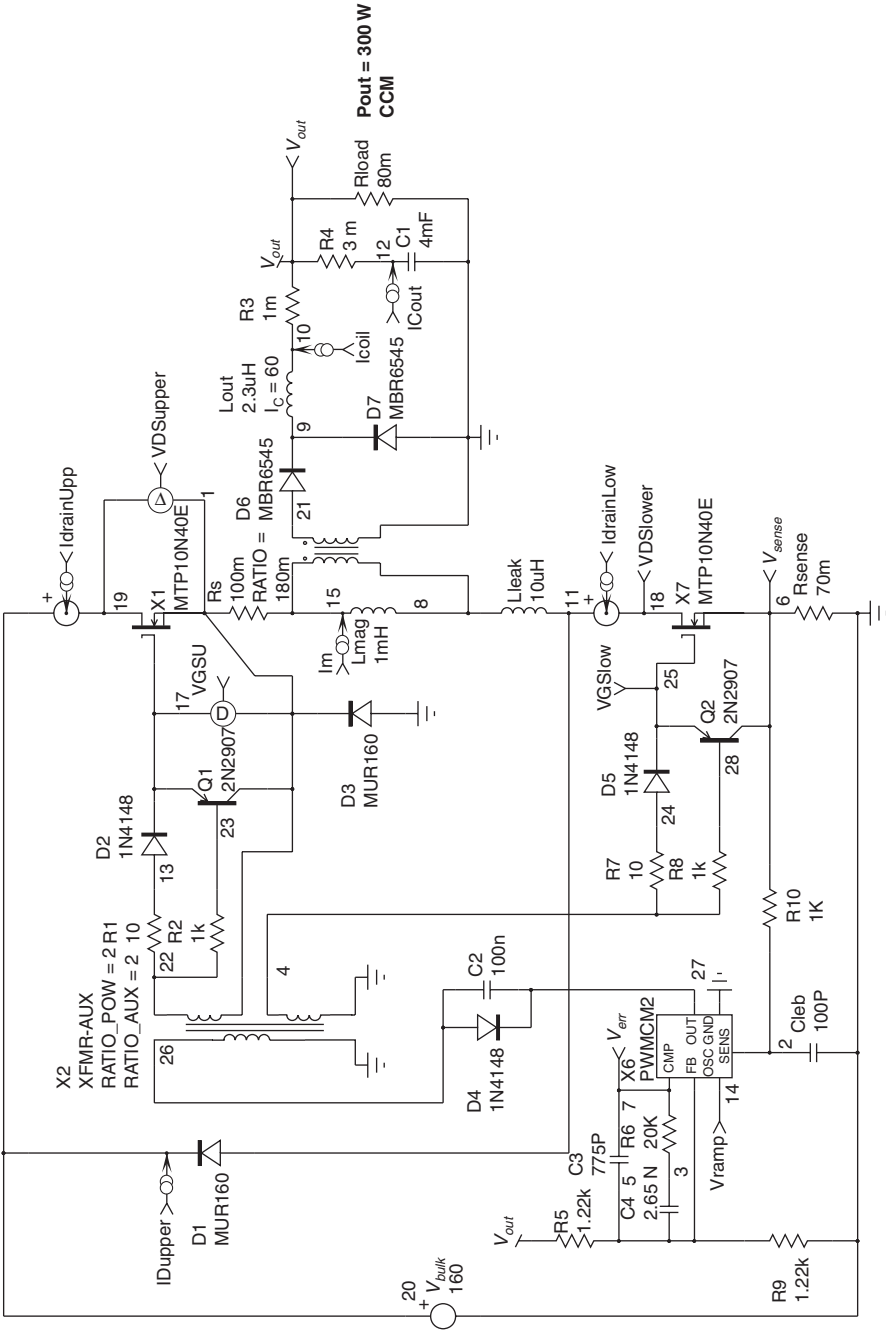 Pout = 300 W
CCM
IdrainUpp
+
VDSupper
Δ
1
19
X1
MTP10N40E
Rs
100m
17
VGSU
D
D2
1N4148
13
Q1
2N2907
23
R2
1k
R1
10
22
X2
XFMR-AUX
RATIO_POW = 2
RATIO_AUX = 2
26
4
D3
MUR160
RATIO =
180m
D6
MBR6545
21
9
Lout
2.3uH
IC = 60
D7
MBR6545
Icoil
10
R3
1m
Vout
Vout
R4
3 m
12
C1
4mF
ICout
Rload
80m
Im
15
Lmag
1mH
8
Lleak
10uH
11
+
IdrainLow
VDSlower
18
X7
MTP10N40E
VGSlow
25
Q2
2N2907
28
D5
1N4148
24
R7
10
R8
1k
Vsense
6
Rsense
70m
R10
1K
IDupper
D1
MUR160
C2
100n
D4
1N4148
Verr
X6
PWMCM2
CMP
OUT
FB
OSC
GND
SENS
27
2
Cleb
100P
14
Vramp
7
C3
775P
R6
20K
5
C4
2.65 N
3
Vout
R5
1.22k
R9
1.22k
20
+
Vbulk
160